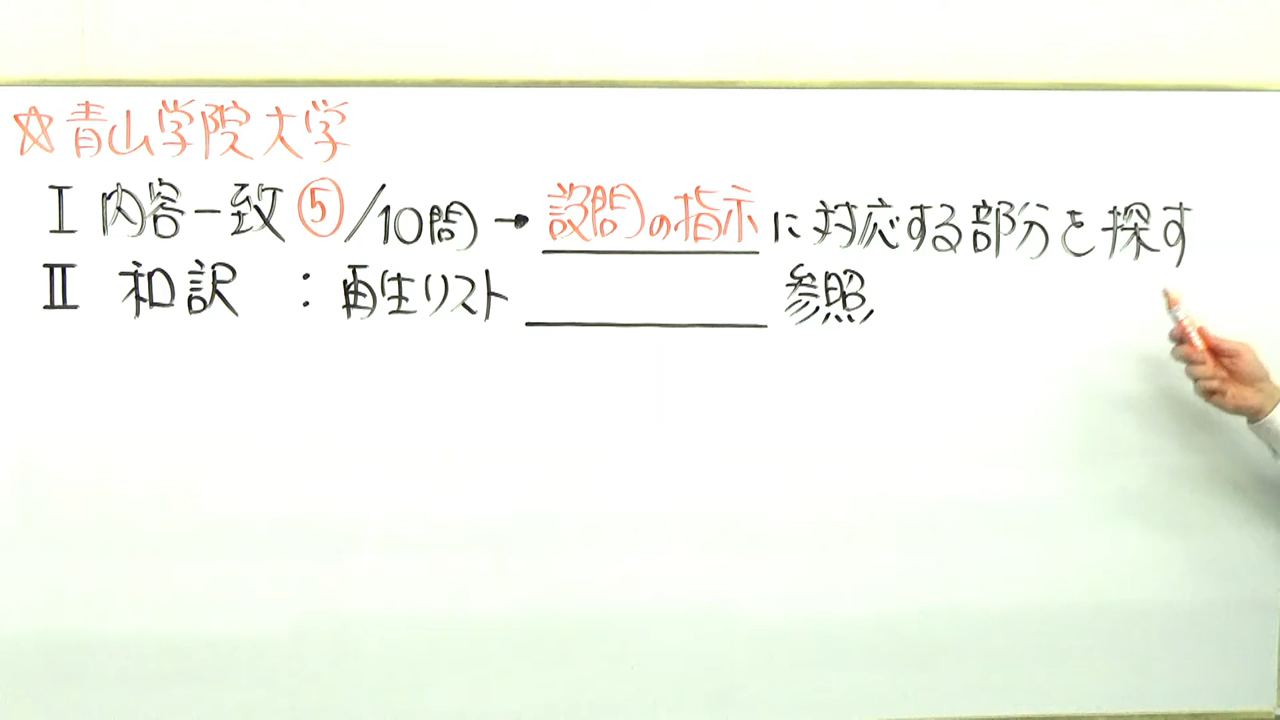 ☆青山学院大学
Ⅰ 内容一致 ⑤/10問 → 設問の指示に対応する部分を探す
Ⅱ 和訳 : 再生リスト ＿＿＿＿ 参照